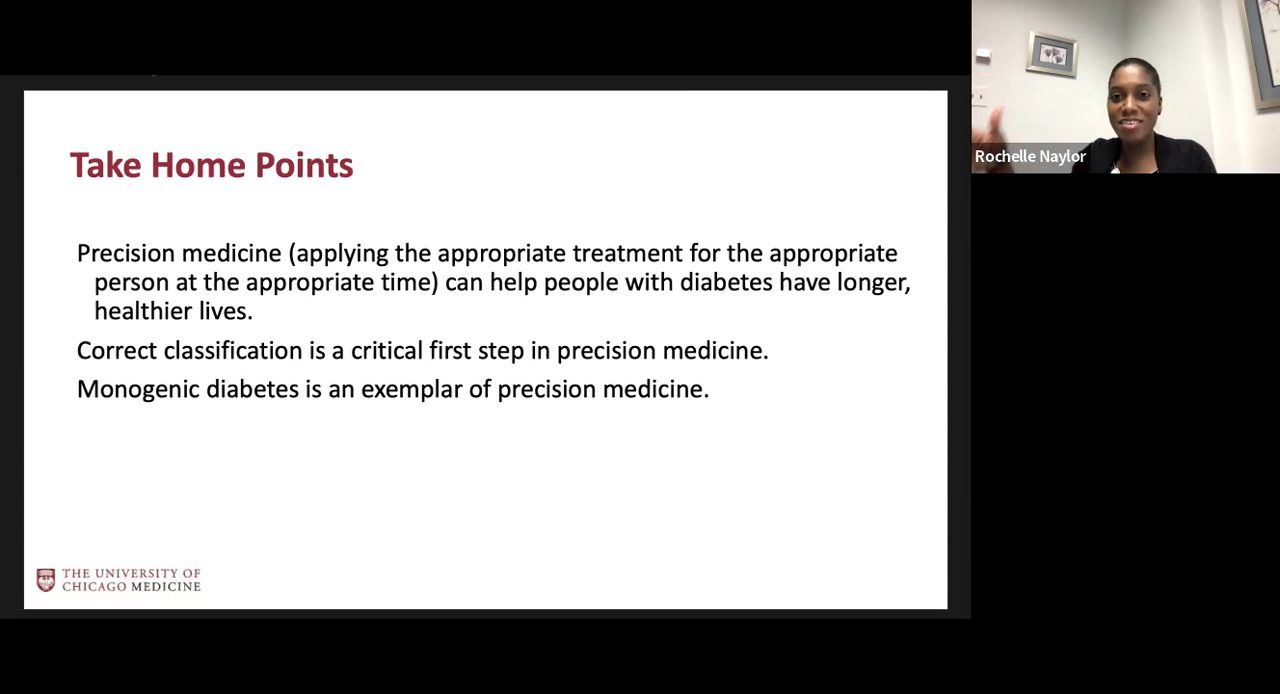 Take Home Points
Precision medicine (applying the appropriate treatment for the appropriate
person at the appropriate time) can help people with diabetes have longer,
healthier lives.
Correct classification is a critical first step in precision medicine.
Monogenic diabetes is an exemplar of precision medicine.
THE UNIVERSITY OF
CHICAGO MEDICINE
Rochelle Naylor